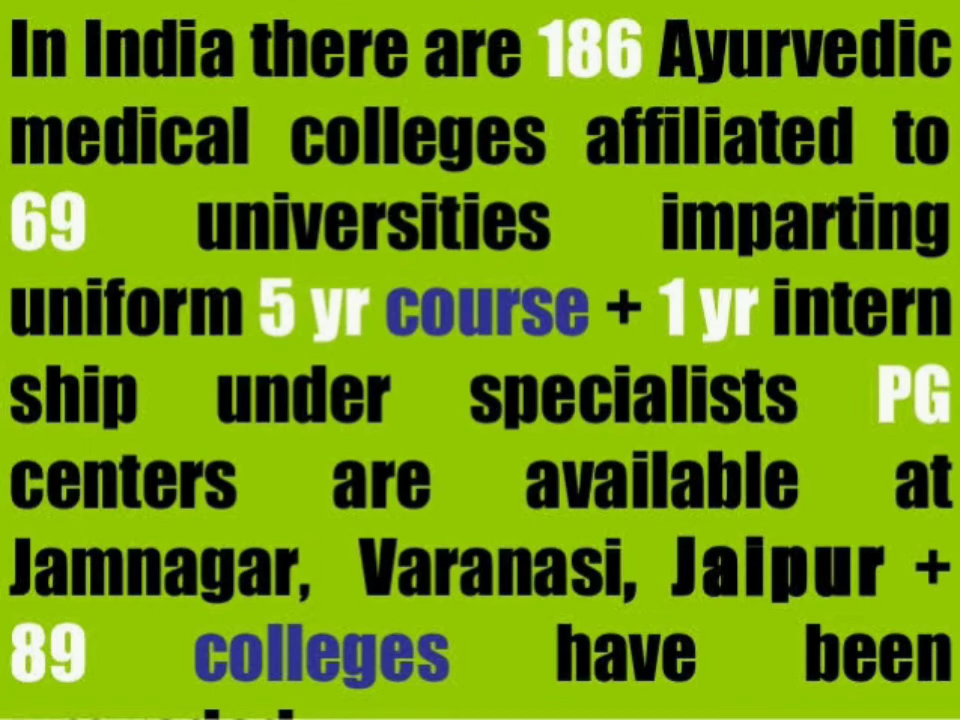 In India there are 186 Ayurvedic
medical colleges affiliated to
69 universities imparting
uniform 5 yr course + 1 yr intern
ship under specialists PG
centers are available at
Jamnagar, Varanasi, Jaipur +
89 colleges have been